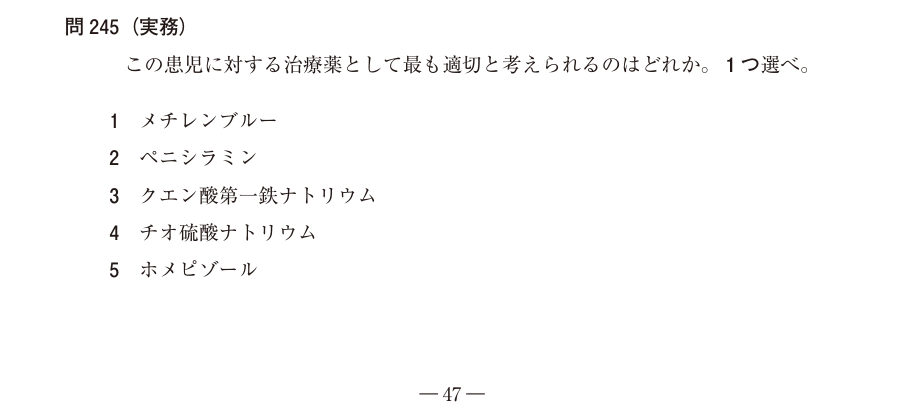 問 245（実務）
この患児に対する治療薬として最も適切と考えられるのはどれか。1つ選べ。
1 メチレンブルー
2 ペニシラミン
3 クエン酸第一鉄ナトリウム
4 チオ硫酸ナトリウム
5 ホメピゾール
— 47 —